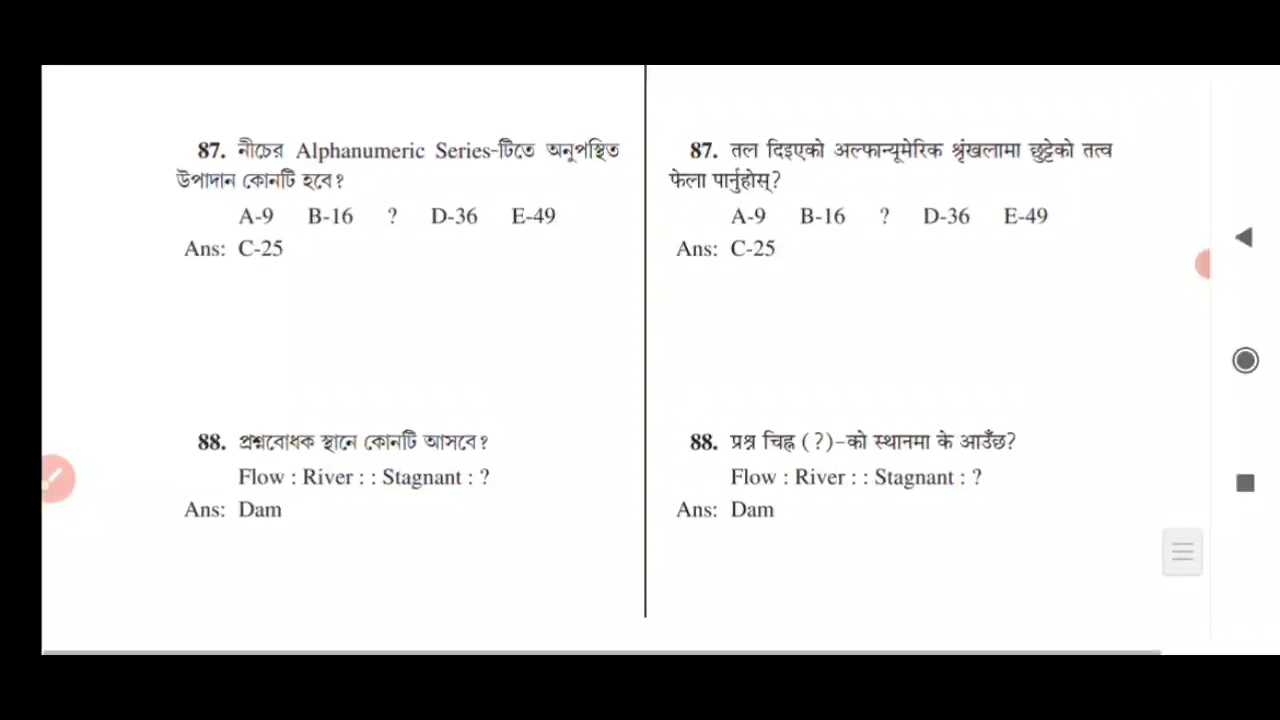 87. নীচের Alphanumeric Series-টিতে অনুপস্থিত
উপাদান কোনটি হবে?
A-9 B-16 ? D-36 E-49
Ans: C-25
88. প্রশ্নবোধক স্থানে কোনটি আসবে?
Flow : River : : Stagnant : ?
Ans: Dam
87. तल दिइएको अल्फान्यूमेरिक श्रृंखलामा छुट्टेको तत्व
फेला पार्नुहोस्?
A-9 B-16 ? D-36 E-49
Ans: C-25
88. प्रश्न चिह्न (?)-को स्थानमा के आउँछ?
Flow : River : : Stagnant : ?
Ans: Dam